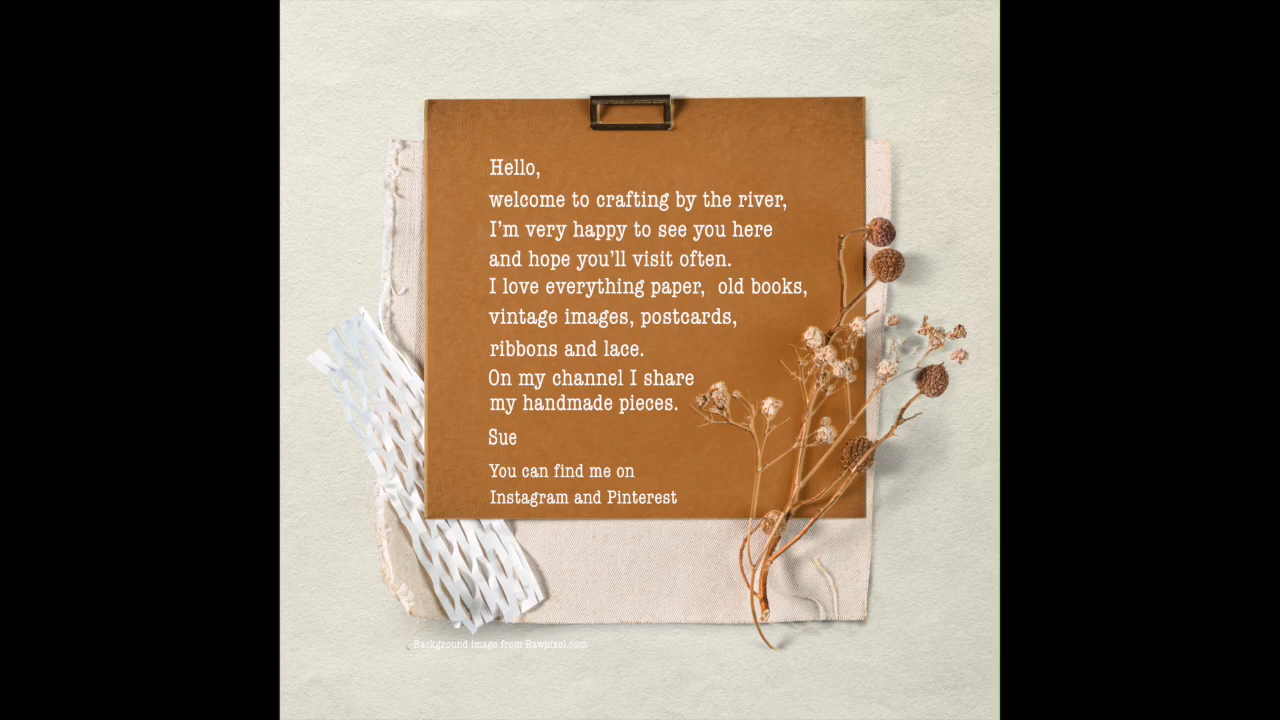 Hello,
welcome to crafting by the river,
I'm very happy to see you here
and hope you'll visit often.
I love everything paper,  old books,
vintage images, postcards,
ribbons and lace.
On my channel I share
my handmade pieces.
Sue
You can find me on
Instagram and Pinterest
Background image from Rawpixel.com